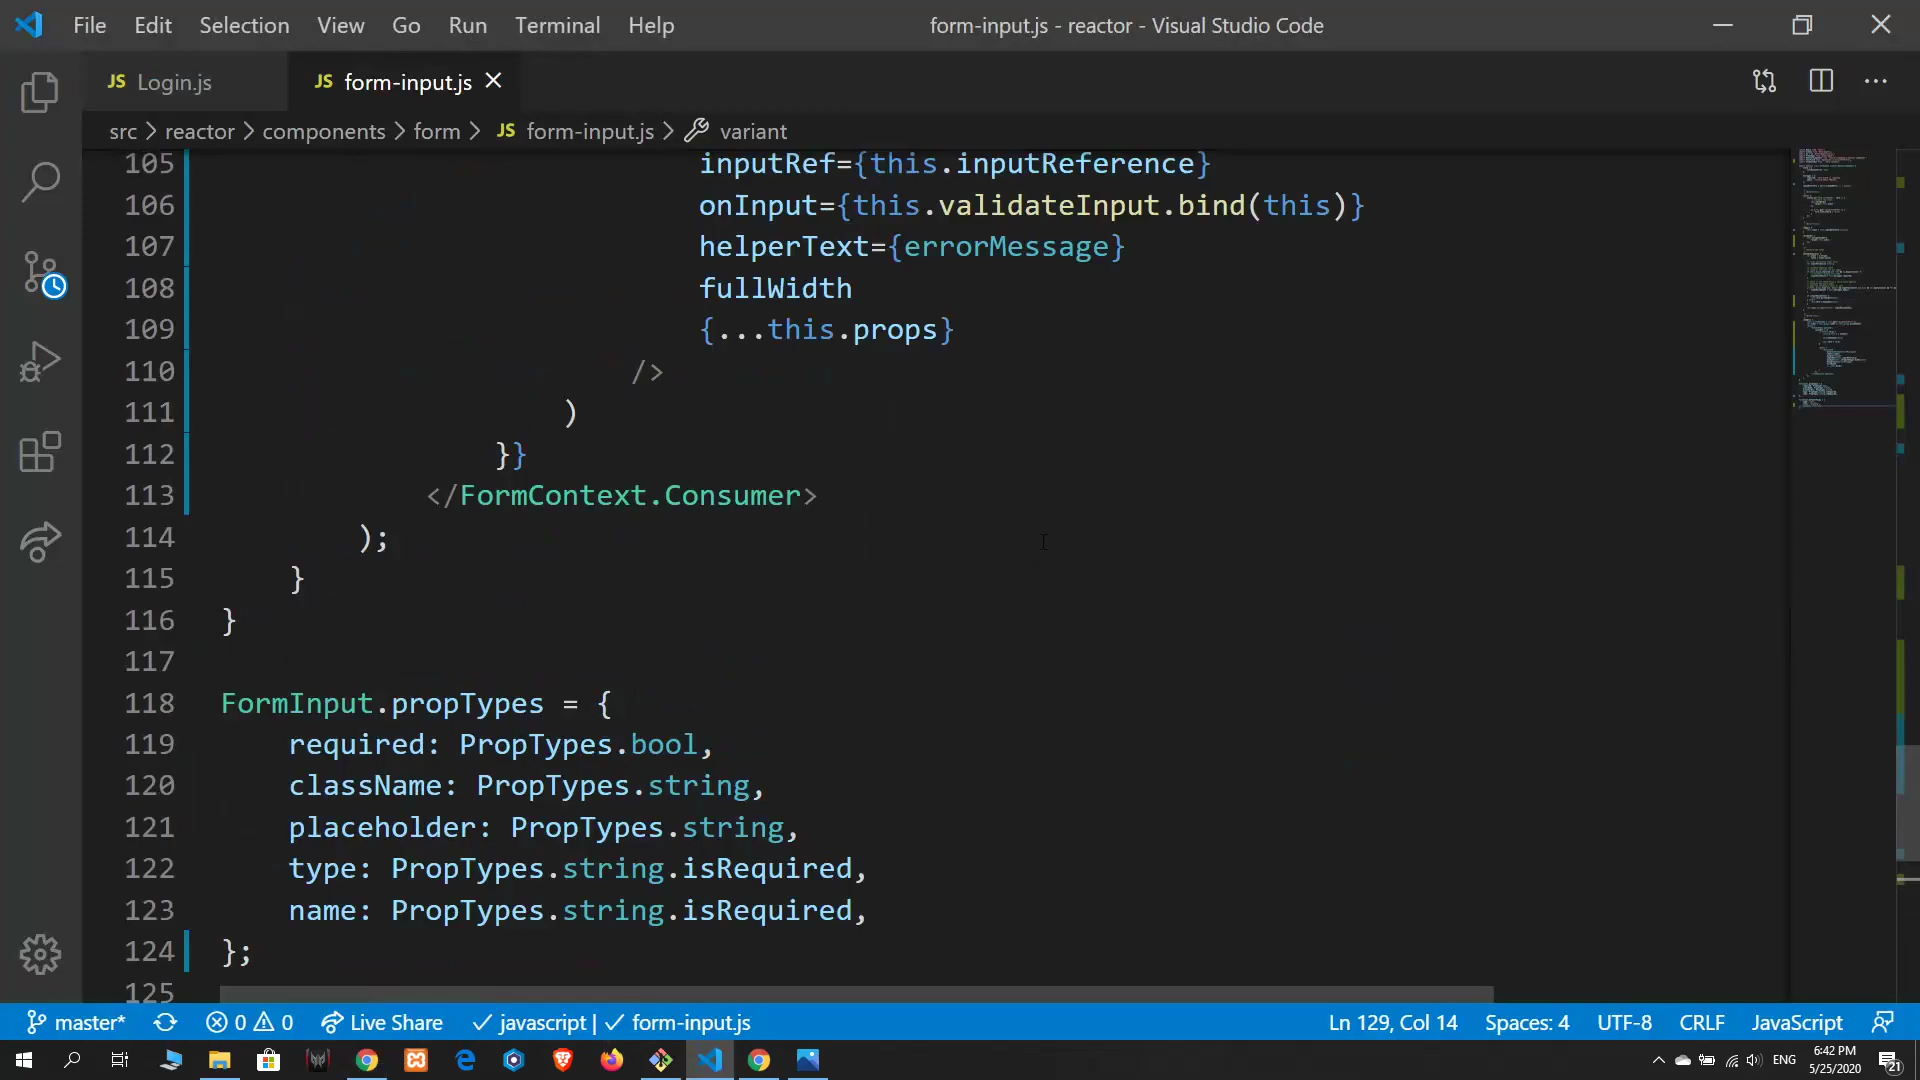 File Edit Selection View Go Run Terminal Help form-input.js - reactor - Visual Studio Code
JS Login.js JS form-input.js
src > reactor > components > form > JS form-input.js > variant
105 inputRef={this.inputReference}
106 onInput={this.validateInput.bind(this)}
107 helperText={errorMessage}
108 fullWidth
109 {...this.props}
110 />
111 )
112 }}
113 </FormContext.Consumer>
114 );
115 }
116 }
117
118 FormInput.propTypes = {
119 required: PropTypes.bool,
120 className: PropTypes.string,
121 placeholder: PropTypes.string,
122 type: PropTypes.string.isRequired,
123 name: PropTypes.string.isRequired,
124 };
125
master* 0 0 Live Share javascript | form-input.js Ln 129, Col 14 Spaces: 4 UTF-8 CRLF JavaScript
ENG 6:42 PM 5/25/2020 21